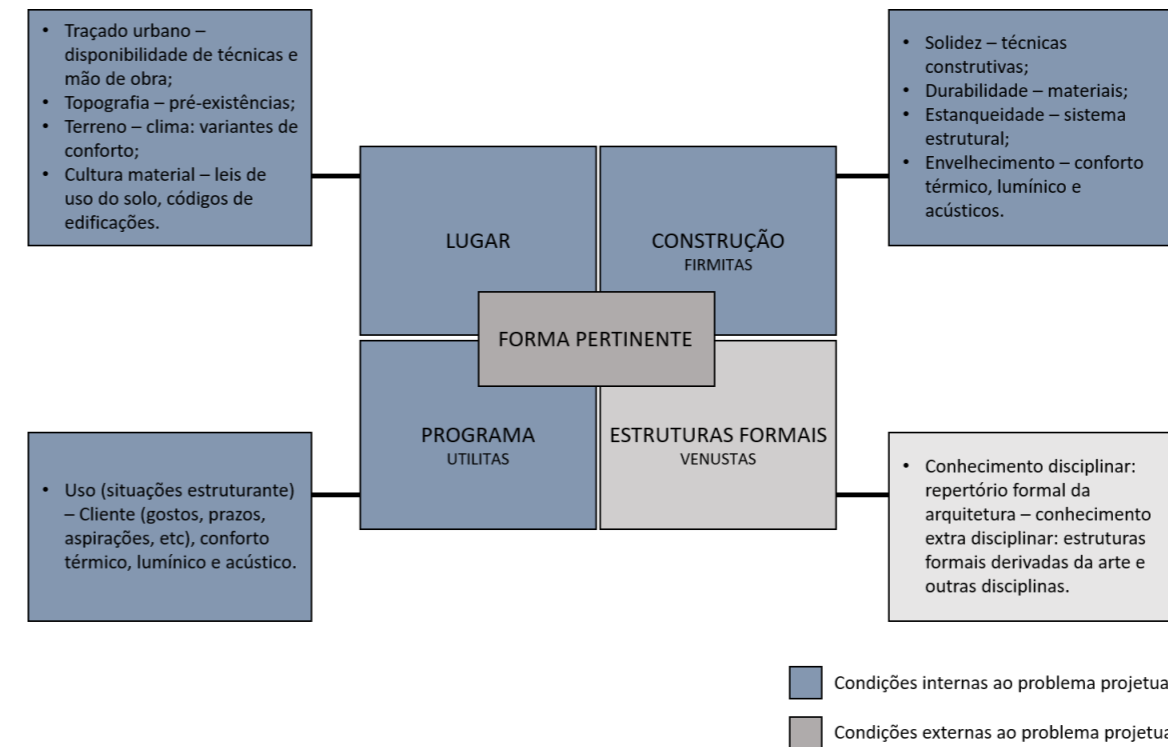 • Traçado urbano –
disponibilidade de técnicas e
mão de obra;
• Topografia – pré-existências;
• Terreno – clima: variantes de
conforto;
• Cultura material – leis de
uso do solo, códigos de
edificações.
• Solidez – técnicas
construtivas;
• Durabilidade – materiais;
• Estanqueidade – sistema
estrutural;
• Envelhecimento – conforto
térmico, lumínico e
acústicos.
LUGAR
CONSTRUÇÃO
FIRMITAS
FORMA PERTINENTE
PROGRAMA
UTILITAS
ESTRUTURAS FORMAIS
VENUSTAS
• Uso (situações estruturante)
– Cliente (gostos, prazos,
aspirações, etc), conforto
térmico, lumínico e acústico.
• Conhecimento disciplinar:
repertório formal da
arquitetura – conhecimento
extra disciplinar: estruturas
formais derivadas da arte e
outras disciplinas.
Condições internas ao problema projetua
Condições externas ao problema projetua